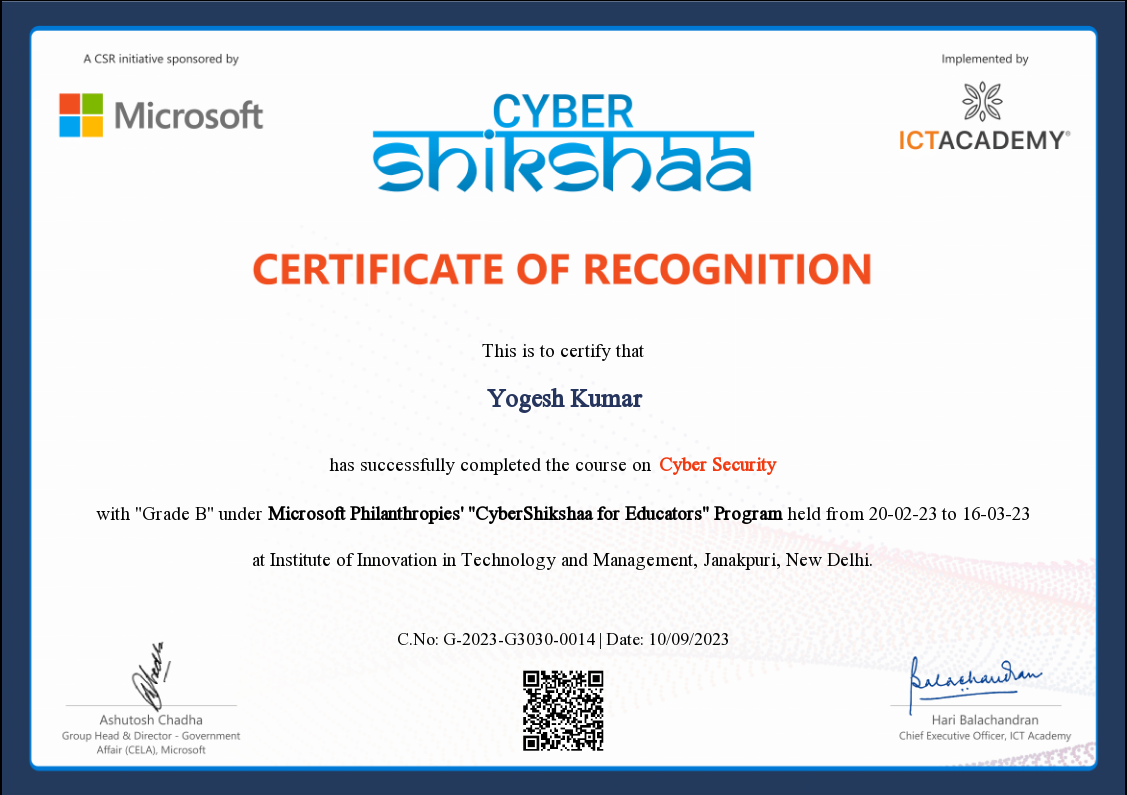 A CSR initiative sponsored by
Microsoft
Implemented by
ICTACADEMY®
CYBER
shikshaa
CERTIFICATE OF RECOGNITION
This is to certify that
Yogesh Kumar
has successfully completed the course on Cyber Security
with "Grade B" under Microsoft Philanthropies' "CyberShikshaa for Educators" Program held from 20-02-23 to 16-03-23
at Institute of Innovation in Technology and Management, Janakpuri, New Delhi.
C.No: G-2023-G3030-0014 | Date: 10/09/2023
Ashutosh Chadha
Group Head & Director - Government
Affair (CELA), Microsoft
Balachandran
Hari Balachandran
Chief Executive Officer, ICT Academy